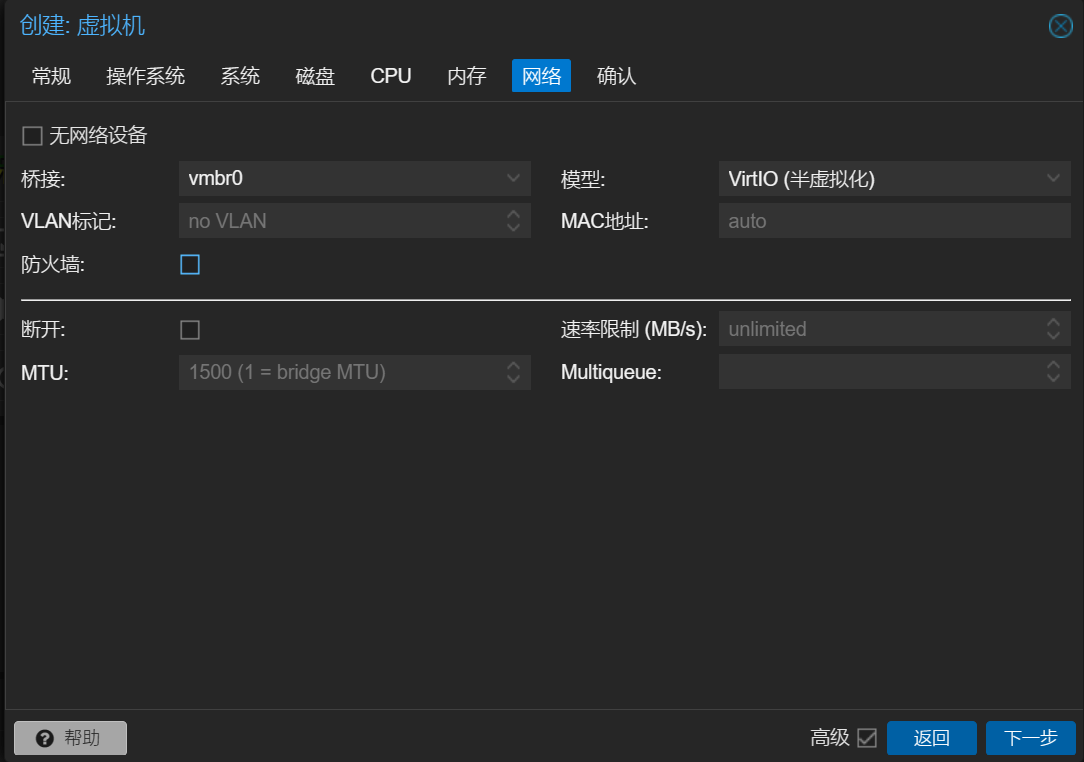 创建: 虚拟机
常规 操作系统 系统 磁盘 CPU 内存 网络 确认
无网络设备
桥接: vmbr0 模型: VirtIO (半虚拟化)
VLAN标记: no VLAN MAC地址: auto
防火墙:
断开: 速率限制 (MB/s): unlimited
MTU: 1500 (1 = bridge MTU) Multiqueue:
帮助 高级 返回 下一步